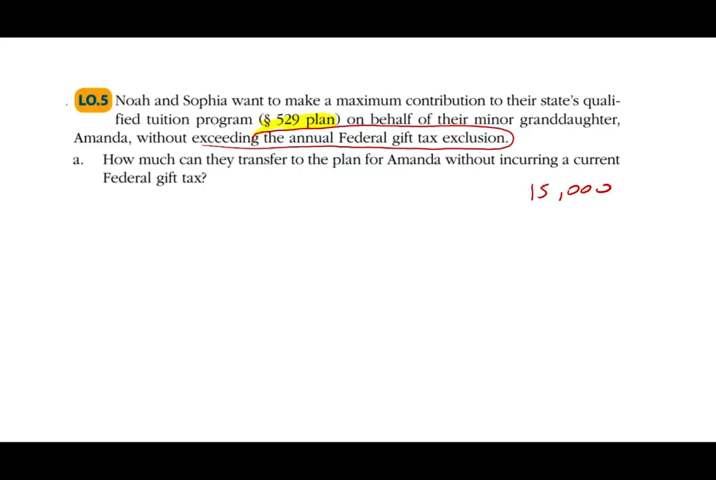 LO.5 Noah and Sophia want to make a maximum contribution to their state's quali-
fied tuition program (§ 529 plan) on behalf of their minor granddaughter,
Amanda, without exceeding the annual Federal gift tax exclusion.
a. How much can they transfer to the plan for Amanda without incurring a current
Federal gift tax?
15,000